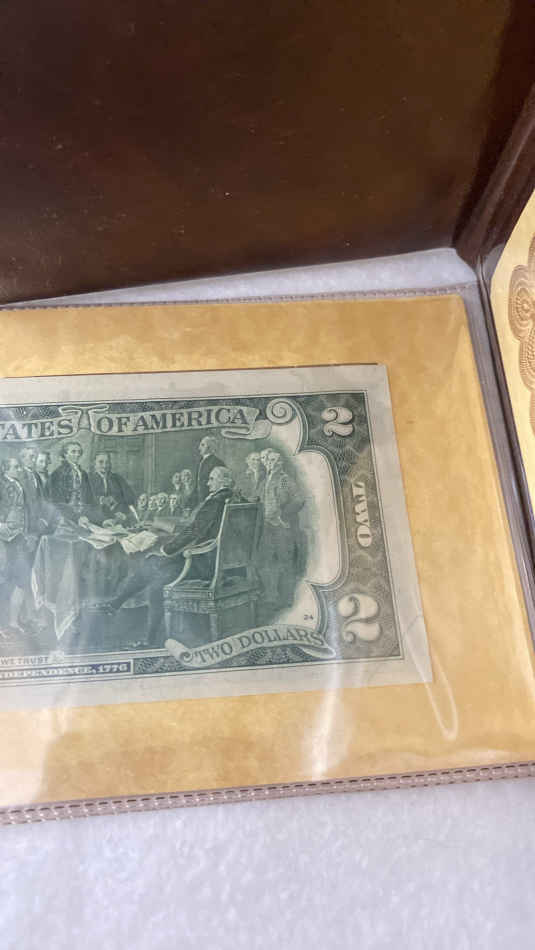 TATES OF AMERICA
2
TWO
2
24
WE TRUST
TWO DOLLARS
DEPENDENCE, 1776